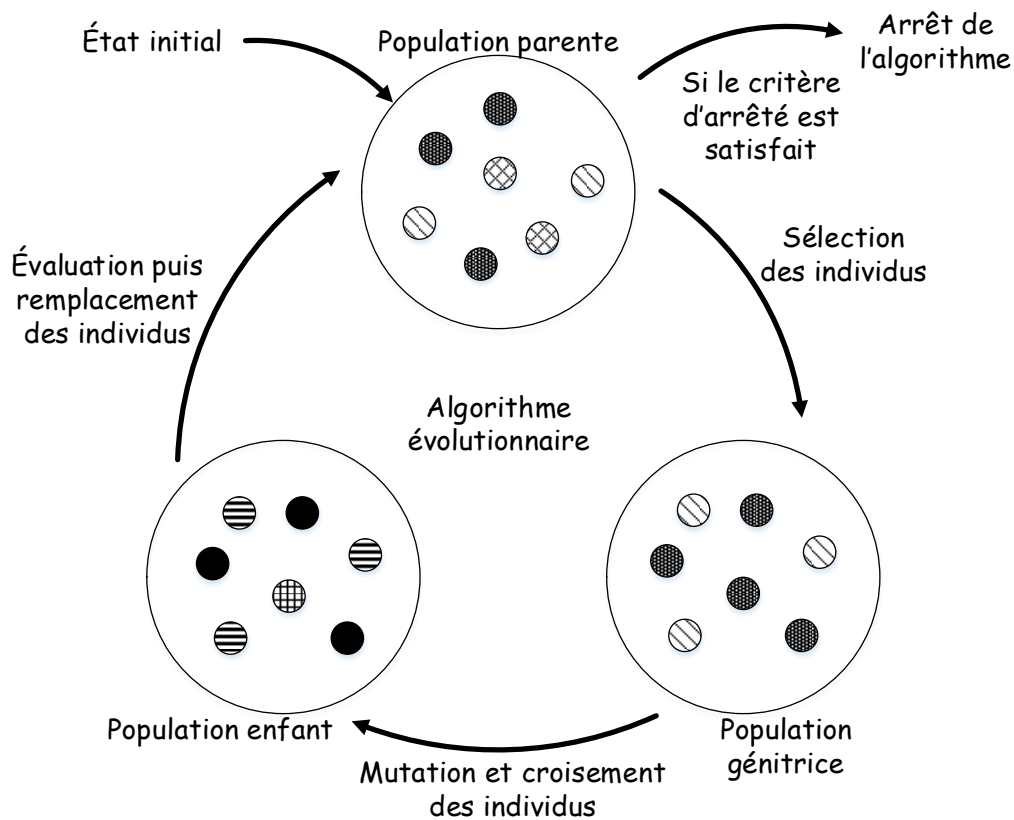 État initial
Population parente
Arrêt de
l'algorithme
Si le critère
d'arrêté est
satisfait
Sélection
des individus
Évaluation puis
remplacement
des individus
Algorithme
évolutionnaire
Population enfant
Population
génitrice
Mutation et croisement
des individus